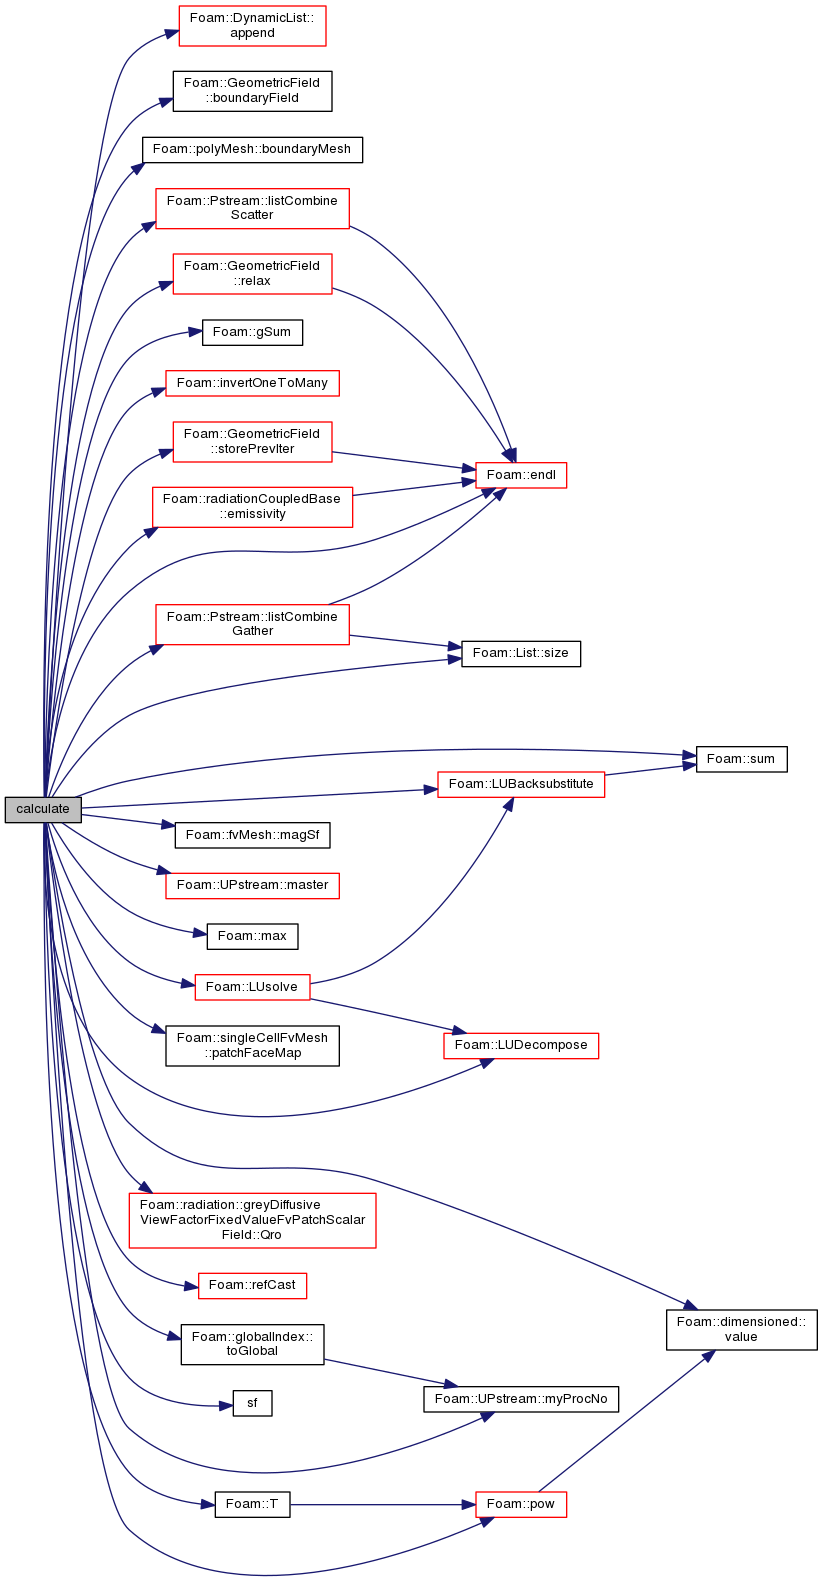 Foam::DynamicList::
append
Foam::GeometricField
::boundaryField
Foam::polyMesh::boundaryMesh
Foam::Pstream::listCombine
Scatter
Foam::GeometricField
::relax
Foam::gSum
Foam::invertOneToMany
Foam::GeometricField
::storePrevIter
Foam::endl
Foam::radiationCoupledBase
::emissivity
Foam::Pstream::listCombine
Gather
Foam::List::size
Foam::sum
Foam::LUBacksubstitute
calculate
Foam::fvMesh::magSf
Foam::UPstream::master
Foam::max
Foam::LUsolve
Foam::singleCellFvMesh
::patchFaceMap
Foam::LUDecompose
Foam::radiation::greyDiffusive
ViewFactorFixedValueFvPatchScalar
Field::Qro
Foam::refCast
Foam::dimensioned::
value
Foam::globalIndex::
toGlobal
Foam::UPstream::myProcNo
sf
Foam::T
Foam::pow